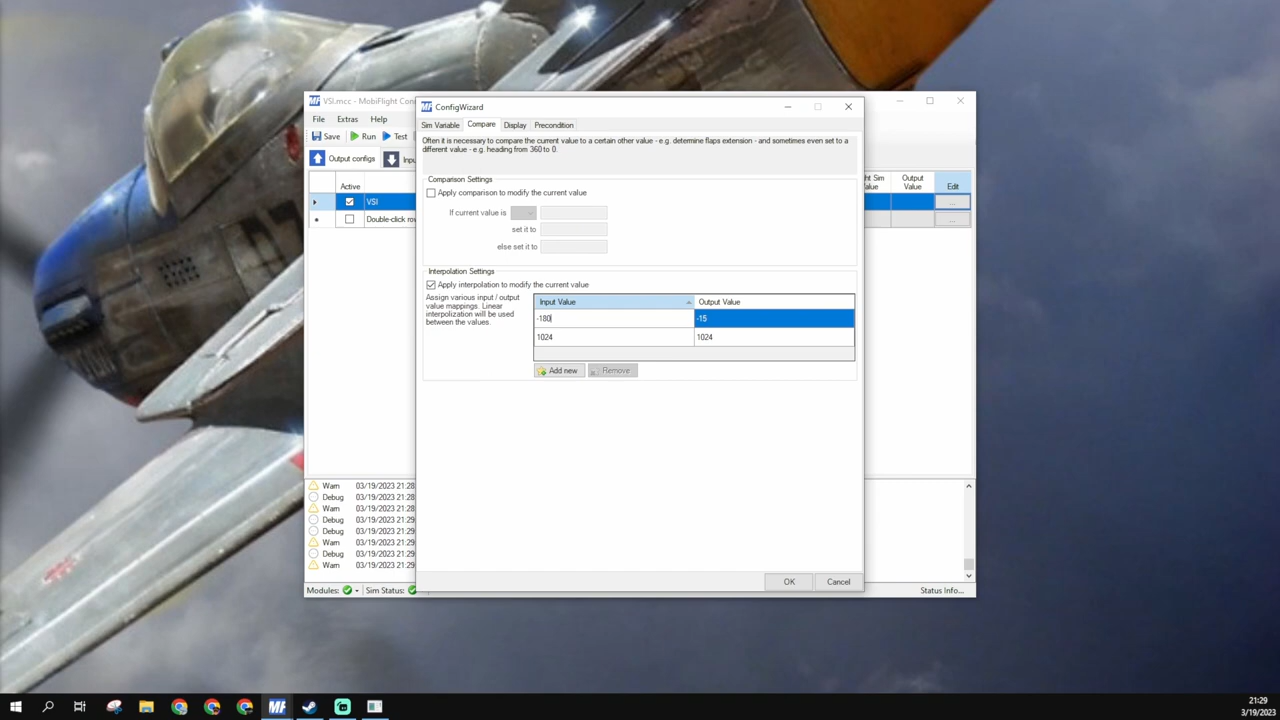 VSI.mcc - MobiFlight Con
File Extras Help
Save Run Test
Output configs Inpu
Active
ht Sim
Value
Output
Value
Edit
VSI
...
Double-click ro
...
ConfigWizard
Sim Variable Compare Display Precondition
Often it is necessary to compare the current value to a certain other value - e.g. determine flaps extension - and sometimes even set to a
different value - e.g. heading from 360 to 0.
Comparison Settings
Apply comparison to modify the current value
If current value is
set it to
else set it to
Interpolation Settings
Apply interpolation to modify the current value
Assign various input / output
value mappings. Linear
interpolization will be used
between the values.
Input Value Output Value
-180 -15
1024 1024
Add new Remove
OK Cancel
Warn 03/19/2023 21:28
Debug 03/19/2023 21:28
Warn 03/19/2023 21:28
Debug 03/19/2023 21:29
Debug 03/19/2023 21:29
Warn 03/19/2023 21:29
Debug 03/19/2023 21:29
Warn 03/19/2023 21:29
Modules: Sim Status: Status Info...
MF
21:29
3/19/2023